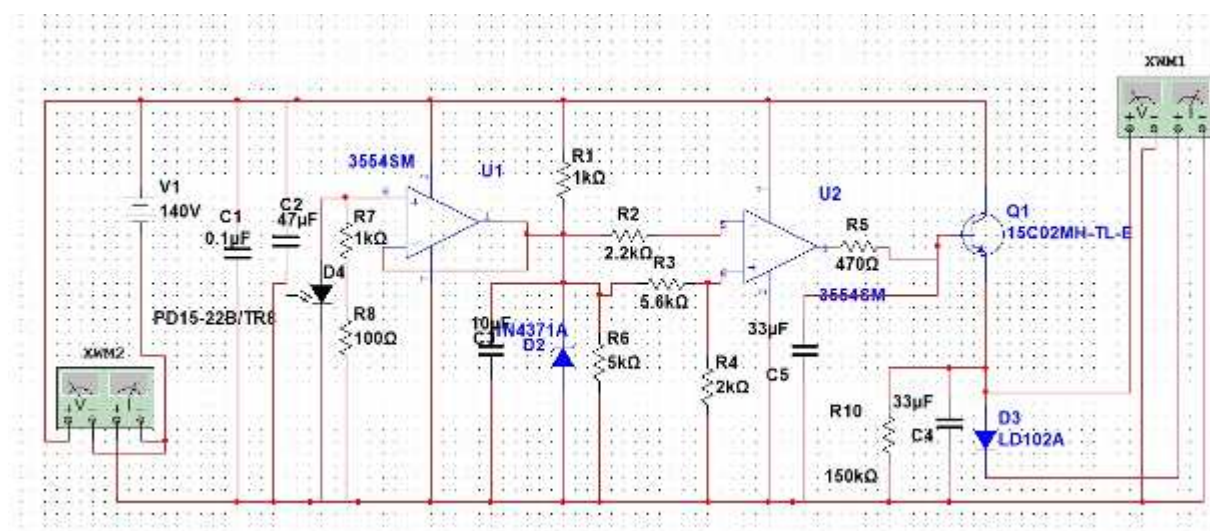 XWM1
V1
140V
C1
0.1µF
C2
47µF
R7
1kΩ
3554SM
U1
R1
1kΩ
R2
2.2kΩ
R3
5.6kΩ
U2
R5
470Ω
3554SM
Q1
15C02MH-TL-E
D4
PD15-22B/TR8
R8
100Ω
10µF
C3
1N4371A
D2
R6
5kΩ
R4
2kΩ
33µF
C5
XWM2
R10
150kΩ
33µF
C4
D3
LD102A